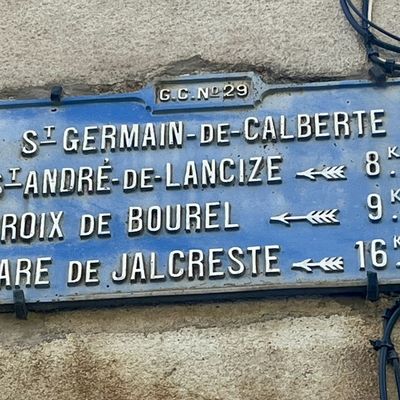 G.C. No 29
ST GERMAIN-DE-CALBERTE
ST ANDRÉ-DE-LANCIZE 8 K
ROIX DE BOUREL 9 K
ARE DE JALCRESTE 16 K